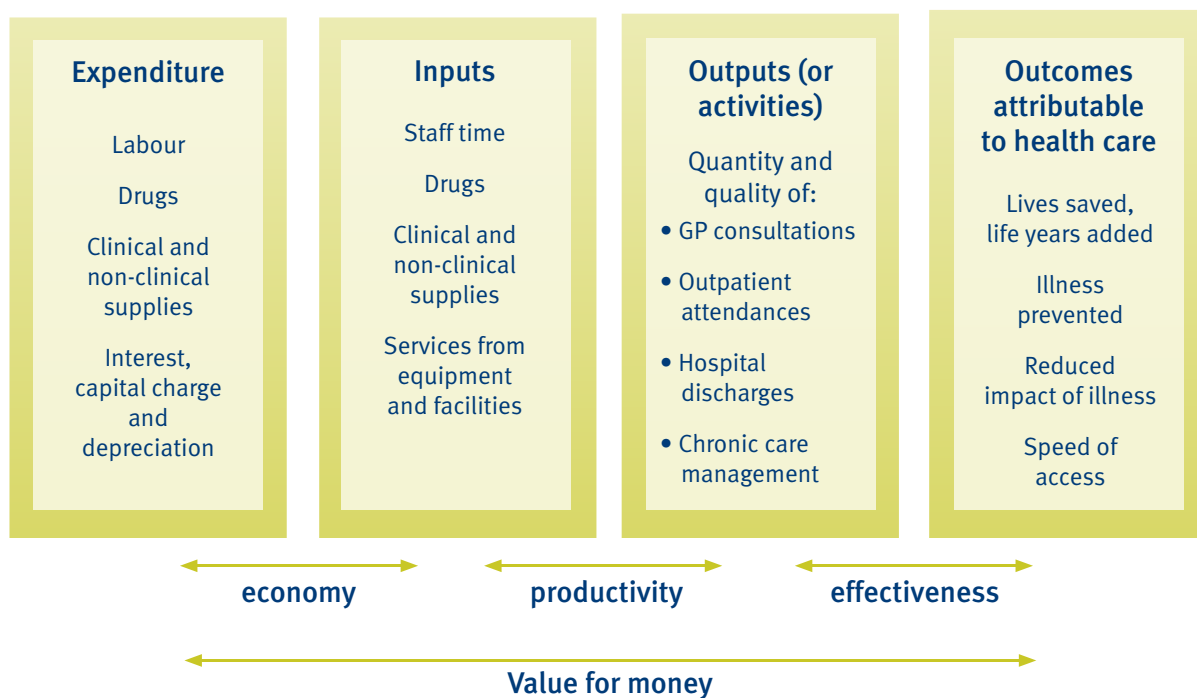 Expenditure
Labour
Drugs
Clinical and
non-clinical
supplies
Interest,
capital charge
and
depreciation
Inputs
Staff time
Drugs
Clinical and
non-clinical
supplies
Services from
equipment
and facilities
Outputs (or
activities)
Quantity and
quality of:
• GP consultations
• Outpatient
attendances
• Hospital
discharges
• Chronic care
management
Outcomes
attributable
to health care
Lives saved,
life years added
Illness
prevented
Reduced
impact of illness
Speed of
access
economy
productivity
effectiveness
Value for money